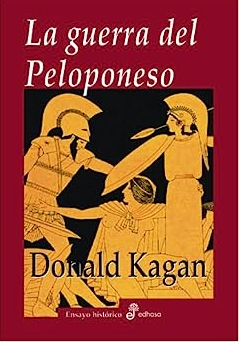 La guerra del
Peloponeso
Donald Kagan
Ensayo histórico
edhasa